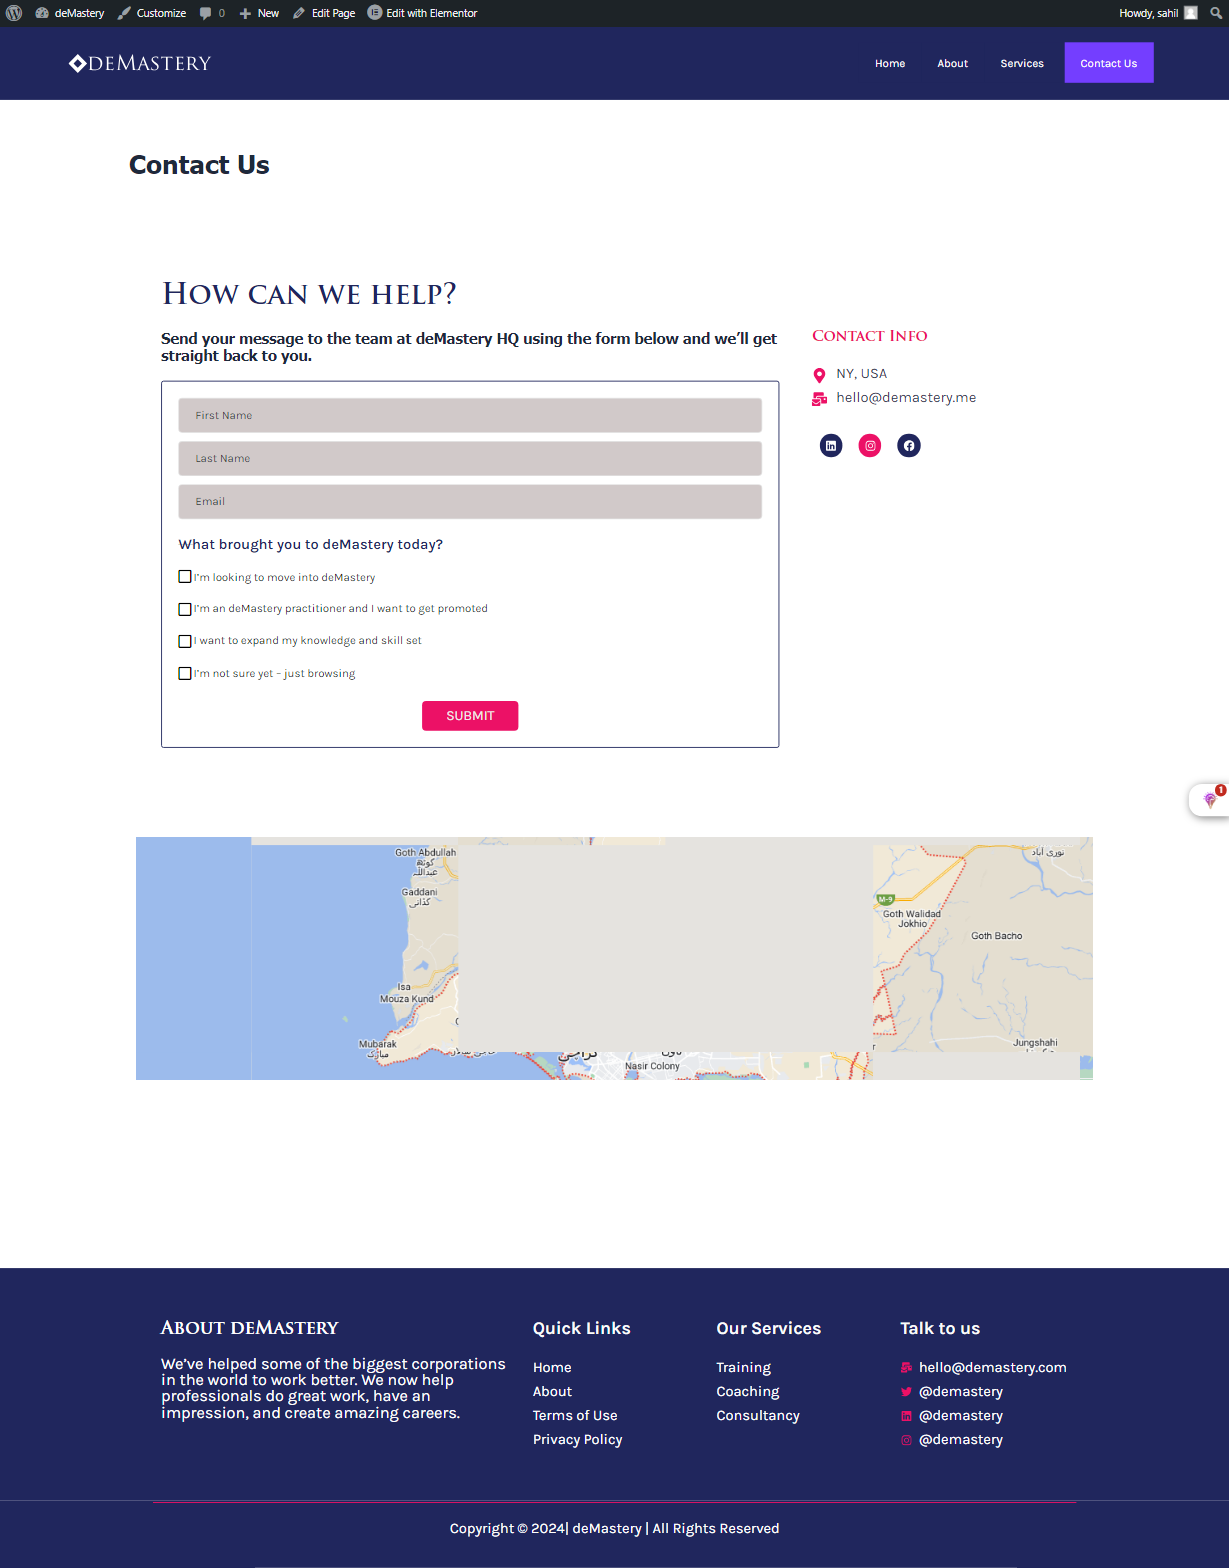 deMastery Customize 0 New Edit Page Edit with Elementor Howdy, sahil
DEMASTERY
Home About Services Contact Us
Contact Us
HOW CAN WE HELP?
Send your message to the team at deMastery HQ using the form below and we’ll get
straight back to you.
First Name
Last Name
Email
What brought you to deMastery today?
I’m looking to move into deMastery
I’m an deMastery practitioner and I want to get promoted
I want to expand my knowledge and skill set
I’m not sure yet – just browsing
SUBMIT
CONTACT INFO
NY, USA
hello@demastery.me
1
Goth Abdullah
گوٹھ
عبداللہ
Gaddani
گڈانی
Isa
Mouza Kund
Mubarak
مبارک
Nasir Colony
نوری آباد
M-9
Goth Walidad
Jokhio
Goth Bacho
Jungshahi
ABOUT DEMASTERY
We’ve helped some of the biggest corporations
in the world to work better. We now help
professionals do great work, have an
impression, and create amazing careers.
Quick Links
Home
About
Terms of Use
Privacy Policy
Our Services
Training
Coaching
Consultancy
Talk to us
hello@demastery.com
@demastery
@demastery
@demastery
Copyright © 2024| deMastery | All Rights Reserved